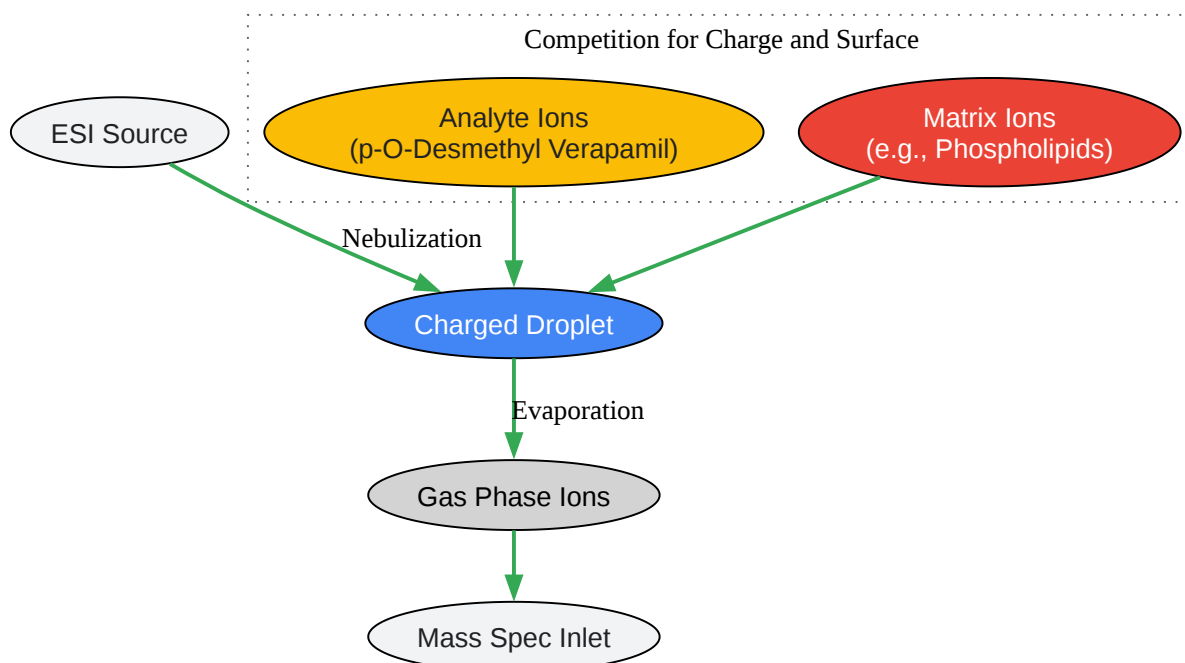 Competition for Charge and Surface
ESI Source
Analyte Ions
(p-O-Desmethyl Verapamil)
Matrix Ions
(e.g., Phospholipids)
Nebulization
Charged Droplet
Evaporation
Gas Phase Ions
Mass Spec Inlet